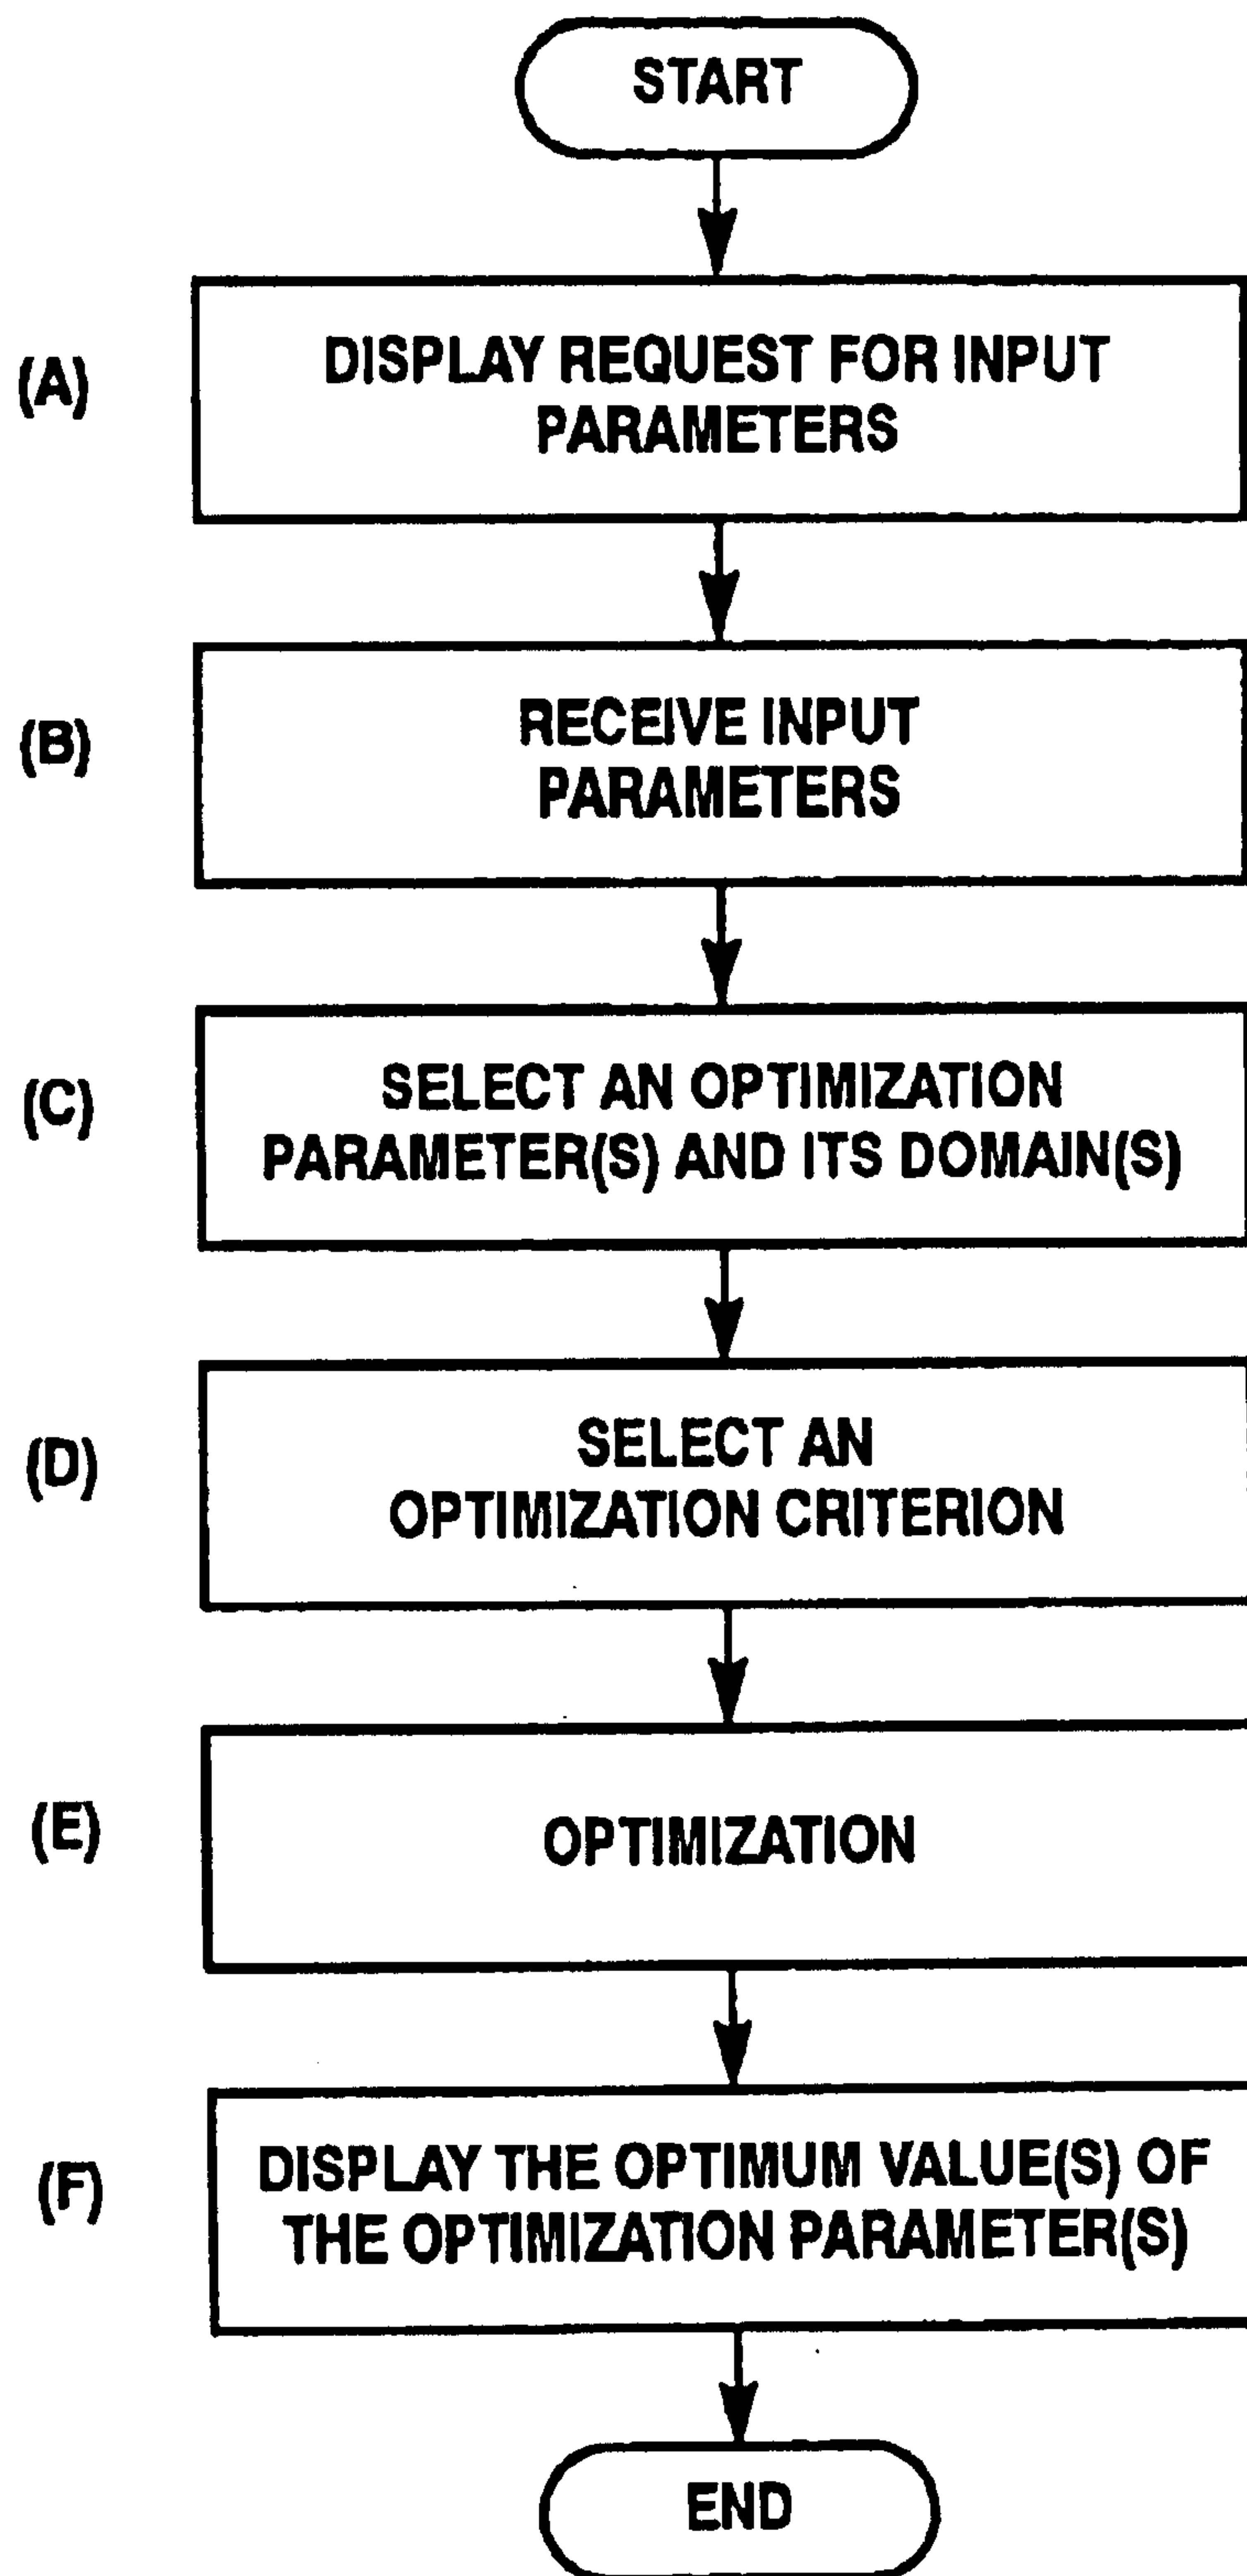 START
(A)
DISPLAY REQUEST FOR INPUT
PARAMETERS
(B)
RECEIVE INPUT
PARAMETERS
(C)
SELECT AN OPTIMIZATION
PARAMETER(S) AND ITS DOMAIN(S)
(D)
SELECT AN
OPTIMIZATION CRITERION
(E)
OPTIMIZATION
(F)
DISPLAY THE OPTIMUM VALUE(S) OF
THE OPTIMIZATION PARAMETER(S)
END